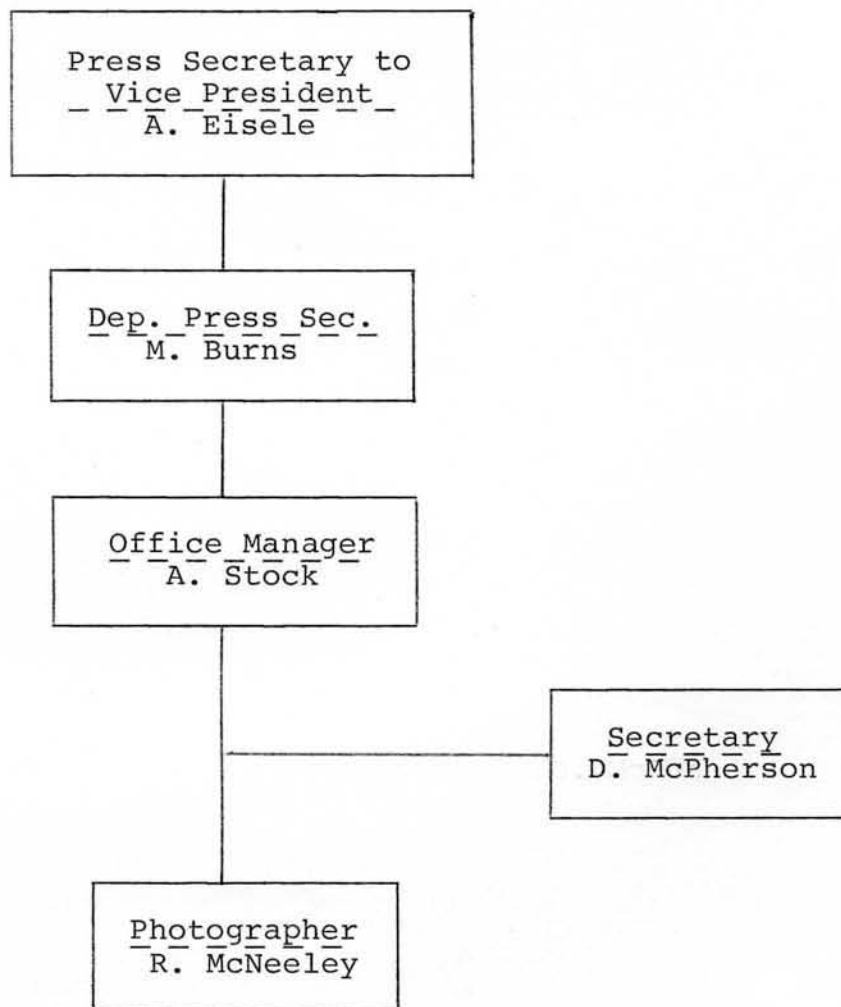 Press Secretary to
Vice President
A. Eisele
Dep. Press Sec.
M. Burns
Office Manager
A. Stock
Secretary
D. McPherson
Photographer
R. McNeeley